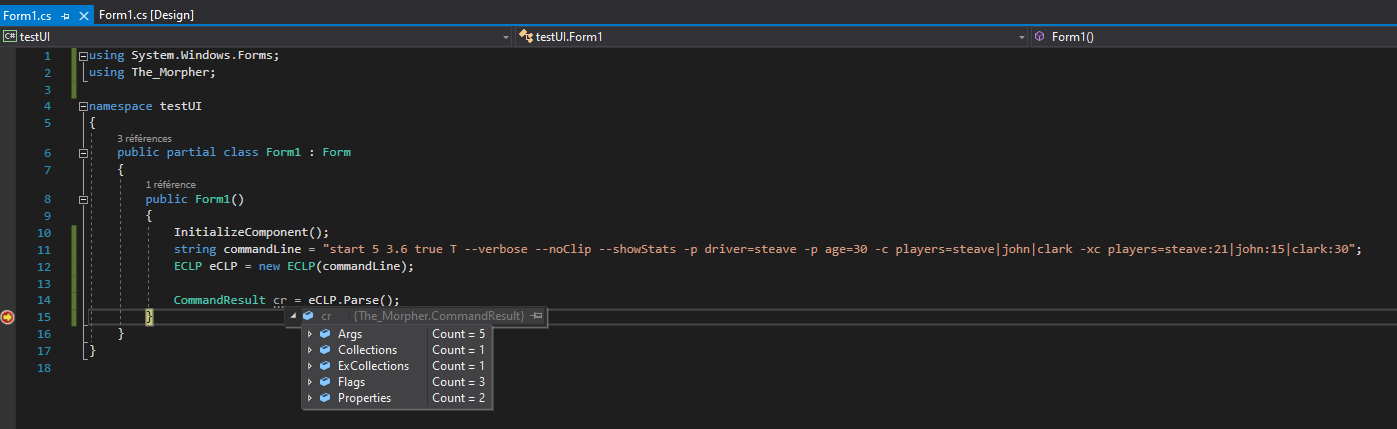 Form1.cs Form1.cs [Design]
C# testUI testUI.Form1 Form1()
1 using System.Windows.Forms;
2 using The_Morpher;
3
4 namespace testUI
5 {
3 références
6 public partial class Form1 : Form
7 {
1 référence
8 public Form1()
9 {
10 InitializeComponent();
11 string commandLine = "start 5 3.6 true T --verbose --noClip --showStats -p driver=steave -p age=30 -c players=steave|john|clark -xc players=steave:21|john:15|clark:30";
12 ECLP eCLP = new ECLP(commandLine);
13
14 CommandResult cr = eCLP.Parse();
15 } cr {The_Morpher.CommandResult}
16 } Args Count = 5
17 } Collections Count = 1
ExCollections Count = 1
18 Flags Count = 3
Properties Count = 2